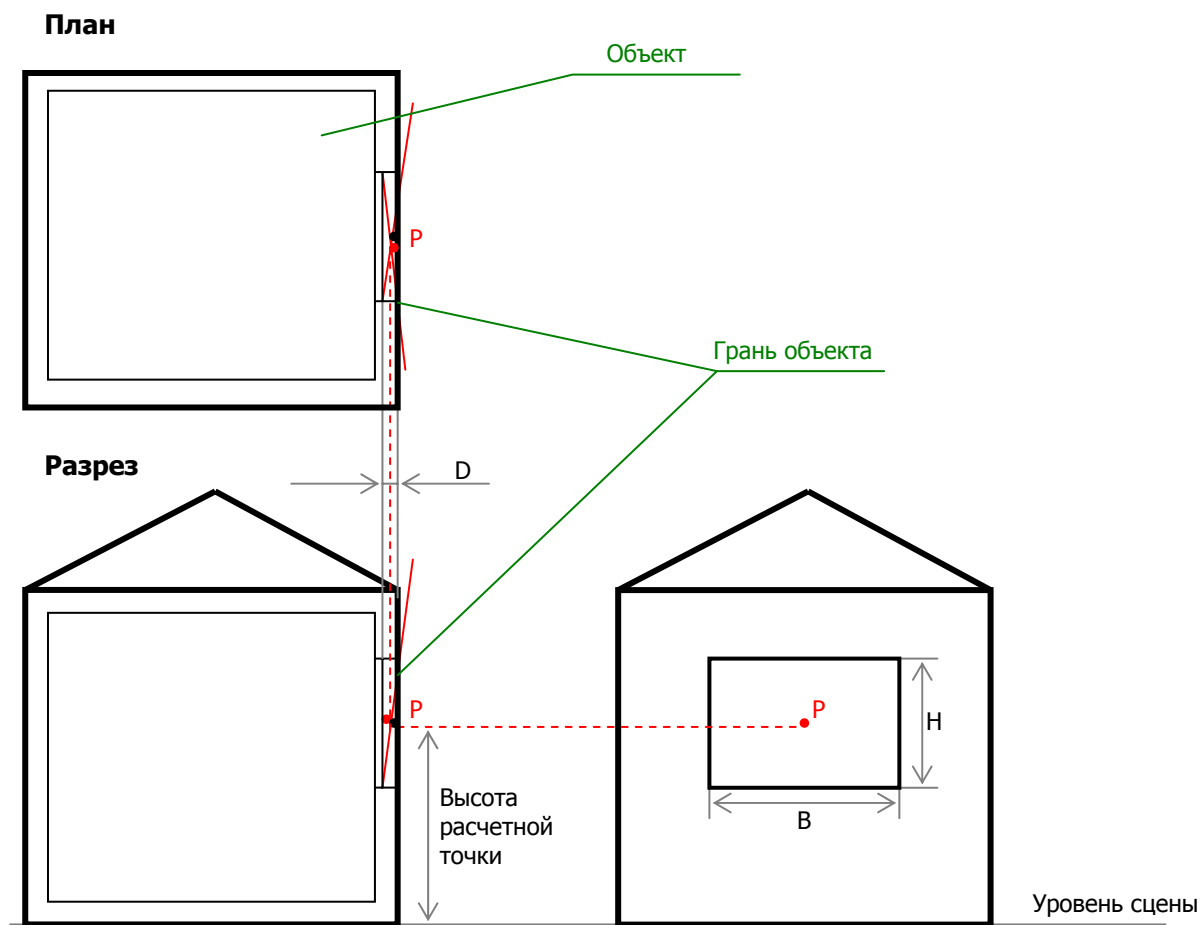 План
Объект
P
Грань объекта
Разрез
D
P
P
H
Высота
расчетной
точки
B
Уровень сцены